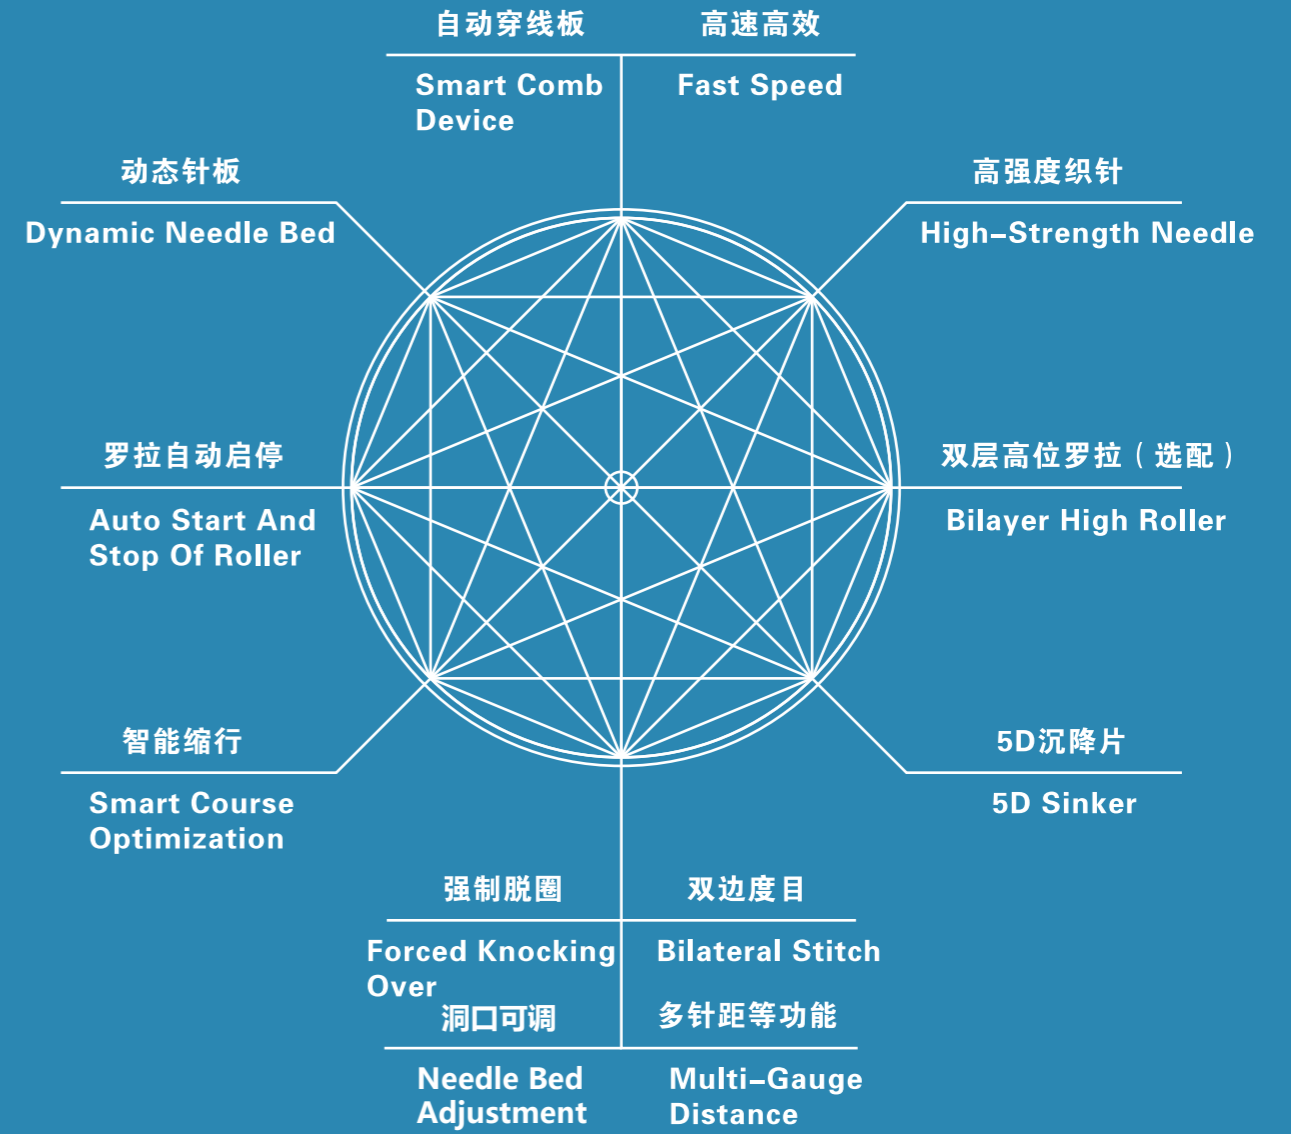 自动穿线板
Smart Comb
Device
高速高效
Fast Speed
动态针板
Dynamic Needle Bed
高强度织针
High–Strength Needle
罗拉自动启停
Auto Start And
Stop Of Roller
双层高位罗拉（选配）
Bilayer High Roller
智能缩行
Smart Course
Optimization
5D沉降片
5D Sinker
强制脱圈
Forced Knocking
Over
双边度目
Bilateral Stitch
洞口可调
Needle Bed
Adjustment
多针距等功能
Multi–Gauge
Distance